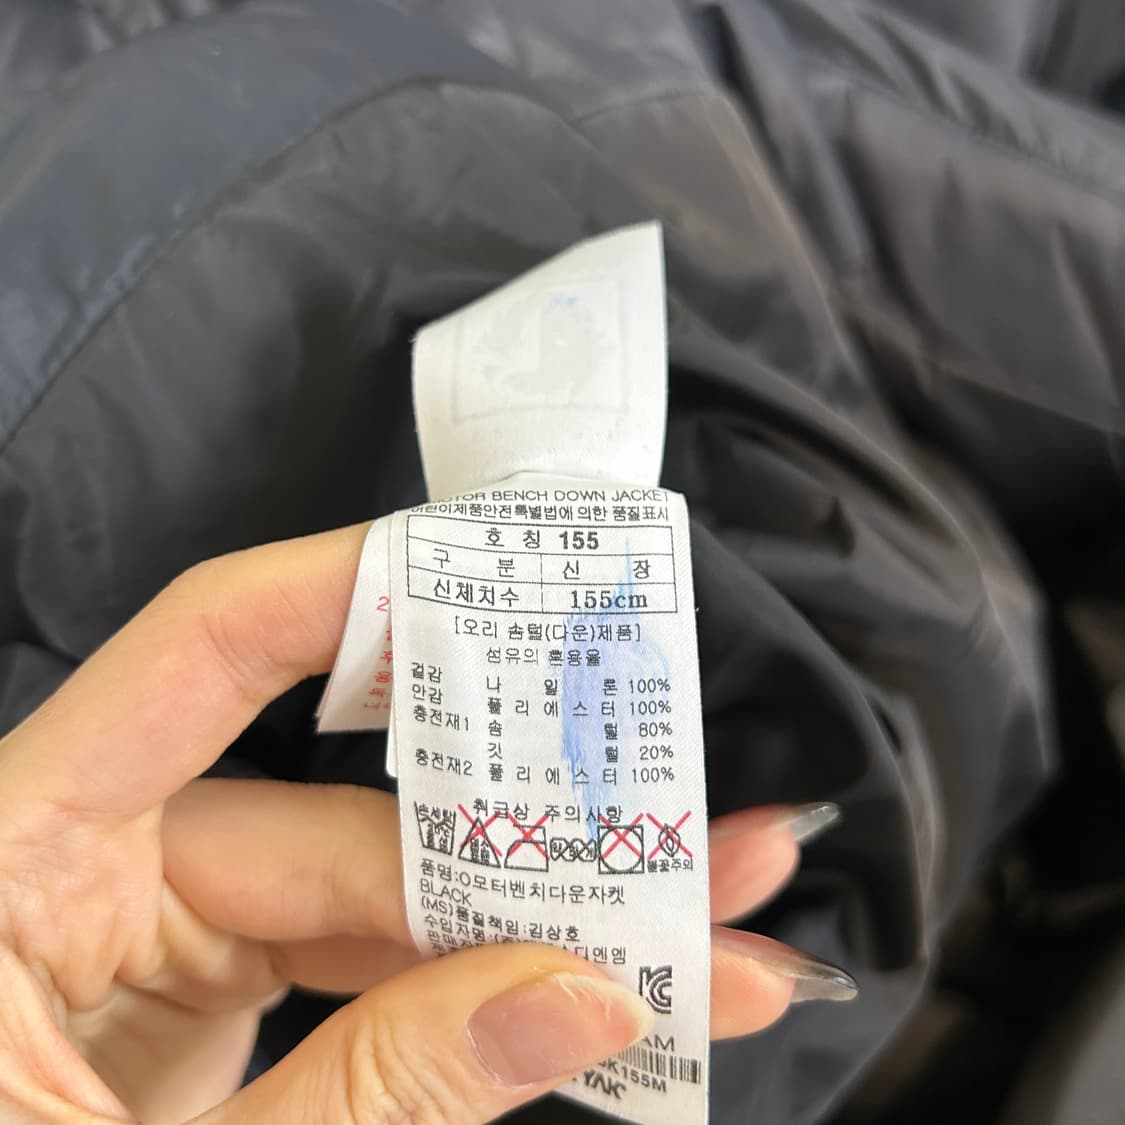 BENCH DOWN JACKET
어린이제품안전특별법에 의한 품질표시
호 칭 155
구 분 신 장
신체치수 155cm
[오리 솜털(다운)제품]
섬유의 혼용율
겉감 나 일 론 100%
안감 폴 리 에 스 터 100%
충전재1 솜 털 80%
깃 털 20%
충전재2 폴 리 에 스 터 100%
취급상 주의사항
불꽃주의
품명:O모터벤치다운자켓
BLACK
(MS)품질책임:김상호
수입자명:
155M